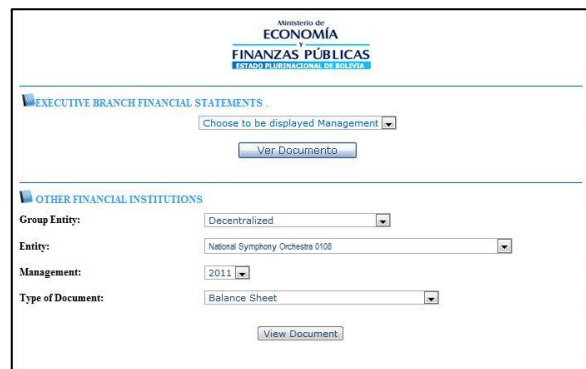 Ministerio de
ECONOMÍA
Y
FINANZAS PÚBLICAS
ESTADO PLURINACIONAL DE BOLIVIA
EXECUTIVE BRANCH FINANCIAL STATEMENTS .
Choose to be displayed Management
Ver Documento
OTHER FINANCIAL INSTITUTIONS
Group Entity: Decentralized
Entity: National Symphony Orchestra 0108
Management: 2011
Type of Document: Balance Sheet
View Document